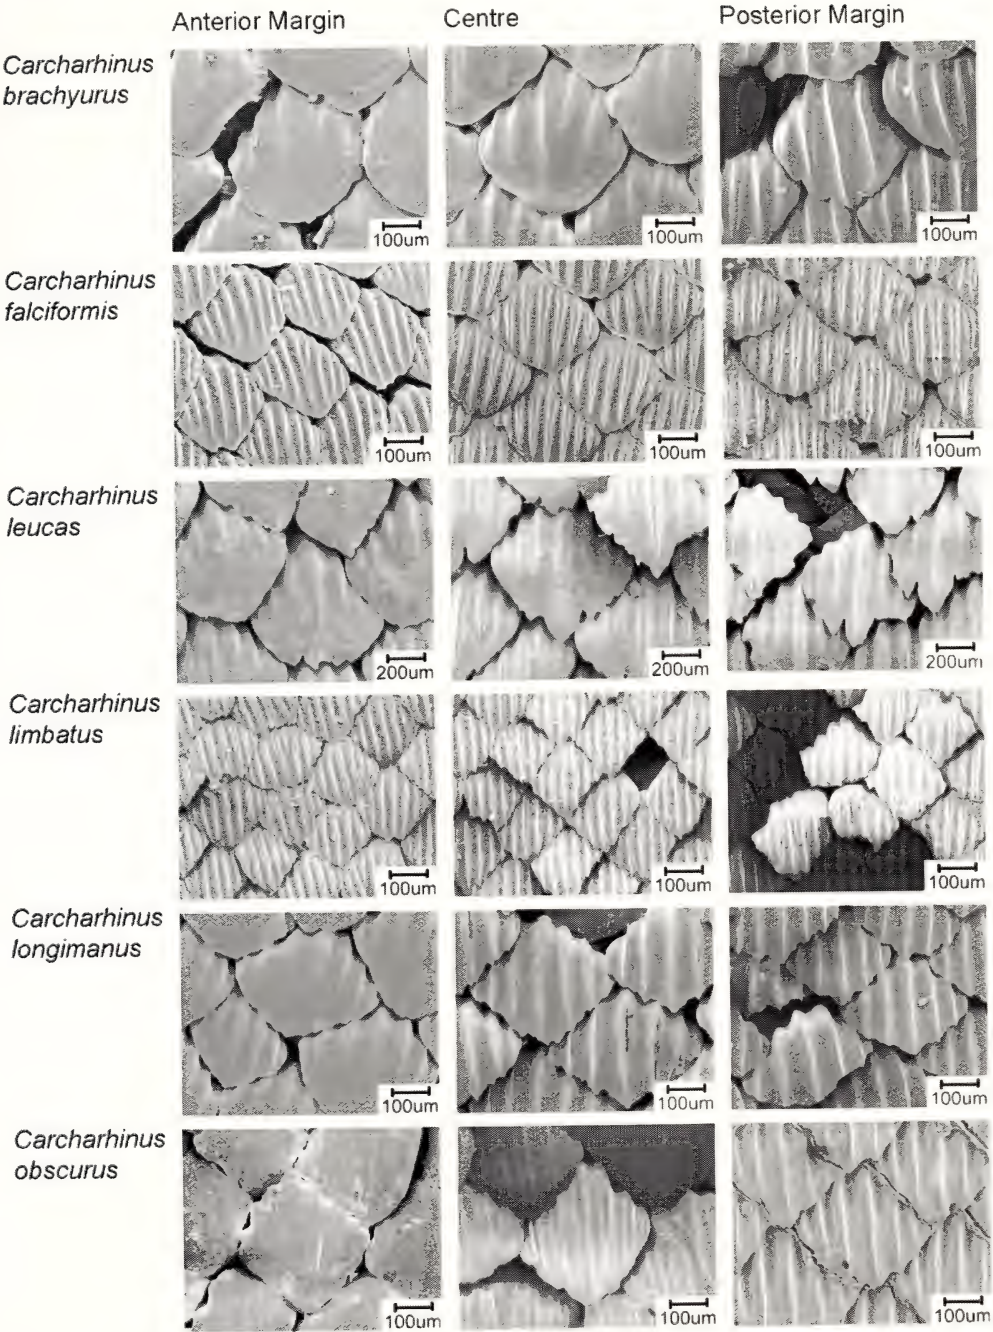 Anterior Margin Centre Posterior Margin
Carcharhinus
brachyurus
100um 100um 100um
Carcharhinus
falciformis
100um 100um 100um
Carcharhinus
leucas
200um 200um 200um
Carcharhinus
limbatus
100um 100um 100um
Carcharhinus
longimanus
100um 100um 100um
Carcharhinus
obscurus
100um 100um 100um